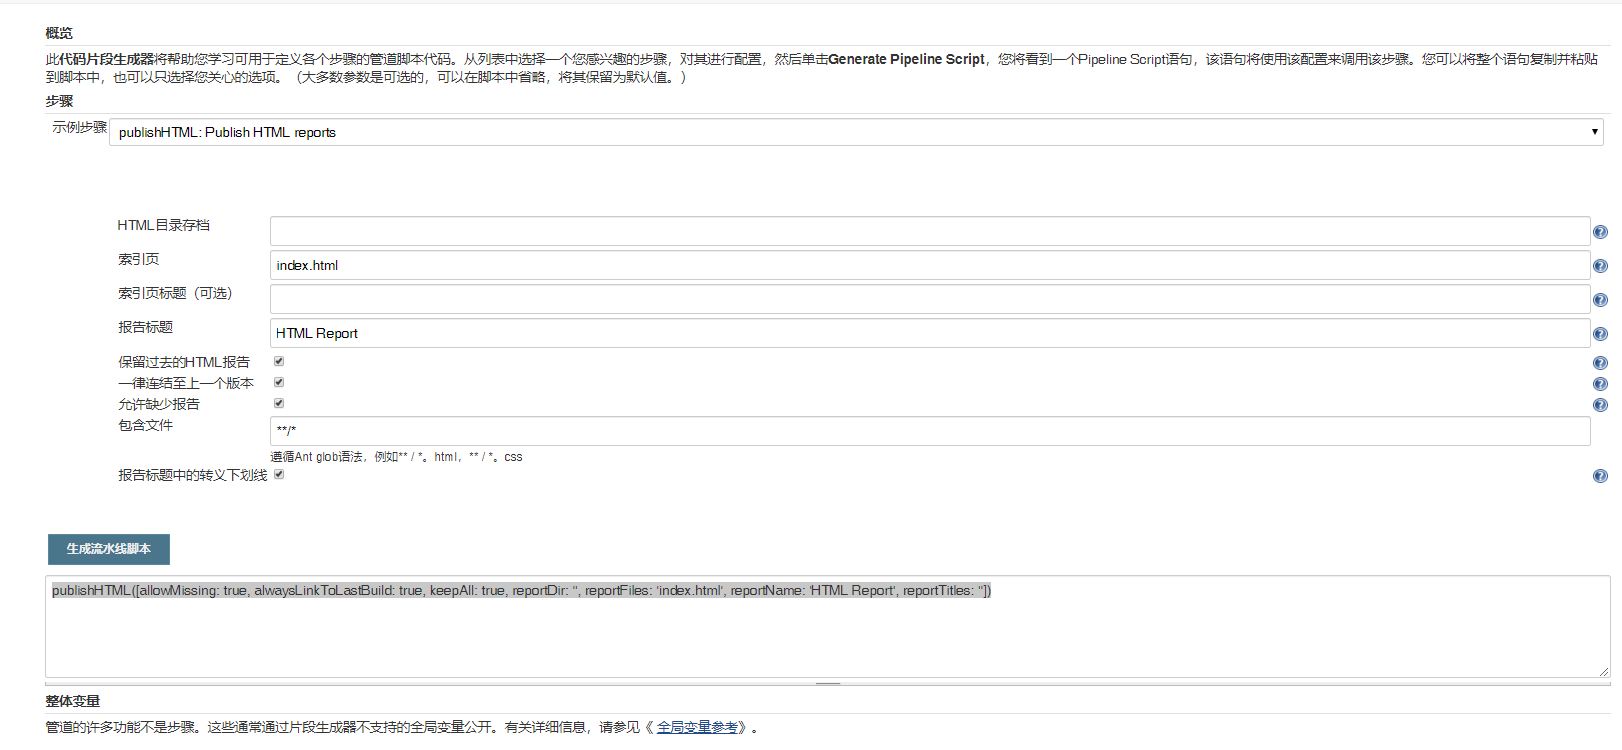 概览
此代码片段生成器将帮助您学习可用于定义各个步骤的管道脚本代码。从列表中选择一个您感兴趣的步骤，对其进行配置，然后单击Generate Pipeline Script，您将看到一个Pipeline Script语句，该语句将使用该配置来调用该步骤。您可以将整个语句复制并粘贴
到脚本中，也可以只选择您关心的选项。（大多数参数是可选的，可以在脚本中省略，将其保留为默认值。）
步骤
示例步骤 publishHTML: Publish HTML reports
HTML目录存档
索引页 index.html
索引页标题（可选）
报告标题 HTML Report
保留过去的HTML报告
一律连结至上一个版本
允许缺少报告
包含文件 **/*
遵循Ant glob语法，例如** / *。html，** / *。css
报告标题中的转义下划线
生成流水线脚本
publishHTML([allowMissing: true, alwaysLinkToLastBuild: true, keepAll: true, reportDir: '', reportFiles: 'index.html', reportName: 'HTML Report', reportTitles: ''])
整体变量
管道的许多功能不是步骤。这些通常通过片段生成器不支持的全局变量公开。有关详细信息，请参见《 全局变量参考》。